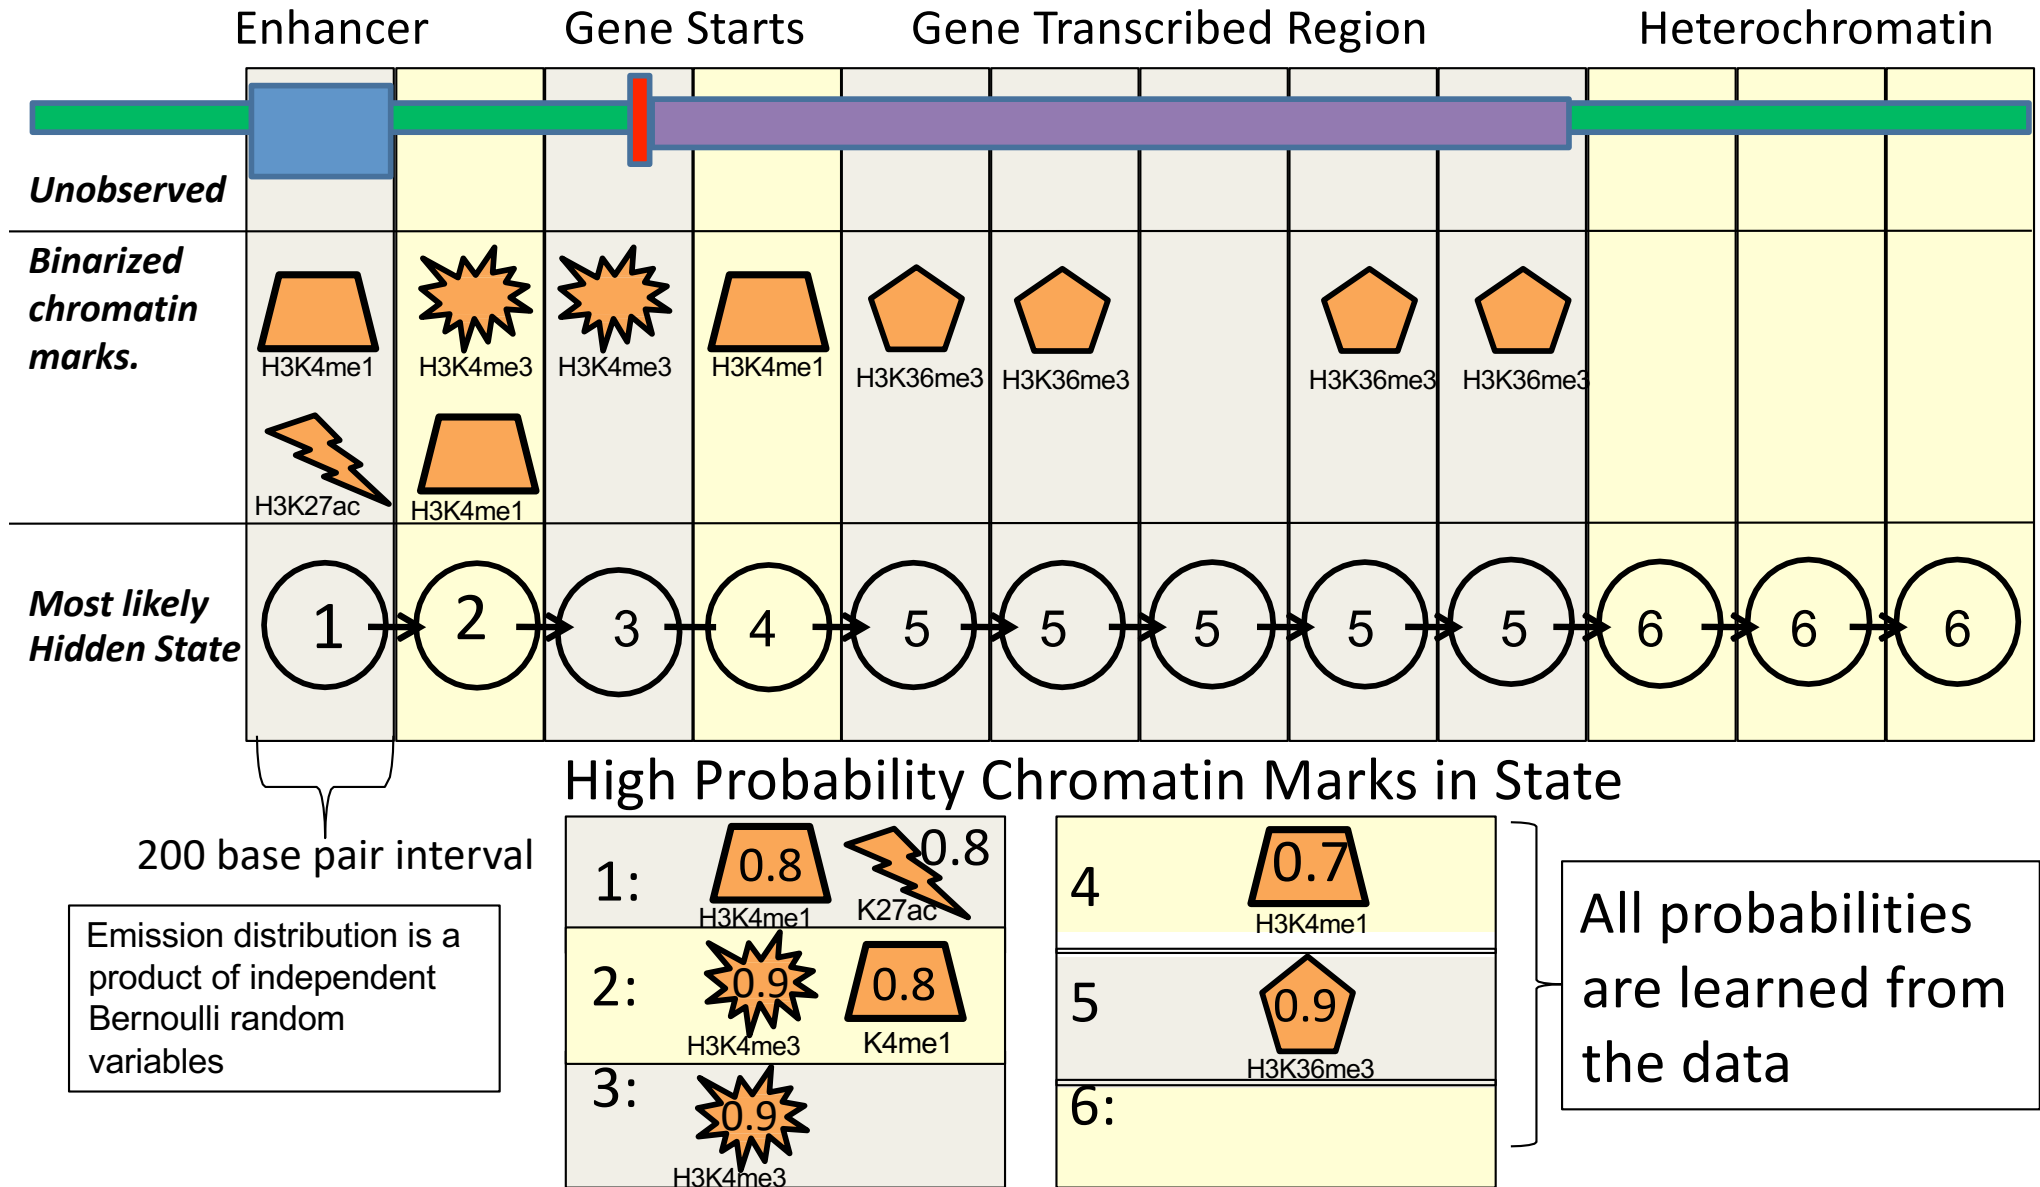 Enhancer
Gene Starts
Gene Transcribed Region
Heterochromatin
Unobserved
Binarized
chromatin
marks.
H3K4me1
H3K4me3
H3K4me3
H3K4me1
H3K36me3
H3K36me3
H3K36me3
H3K36me3
H3K27ac
H3K4me1
Most likely
Hidden State
1
2
3
4
5
5
5
5
5
6
6
6
200 base pair interval
Emission distribution is a
product of independent
Bernoulli random
variables
High Probability Chromatin Marks in State
1:
0.8
H3K4me1
0.8
K27ac
2:
0.9
H3K4me3
0.8
K4me1
3:
0.9
H3K4me3
4
0.7
H3K4me1
5
0.9
H3K36me3
6:
All probabilities
are learned from
the data